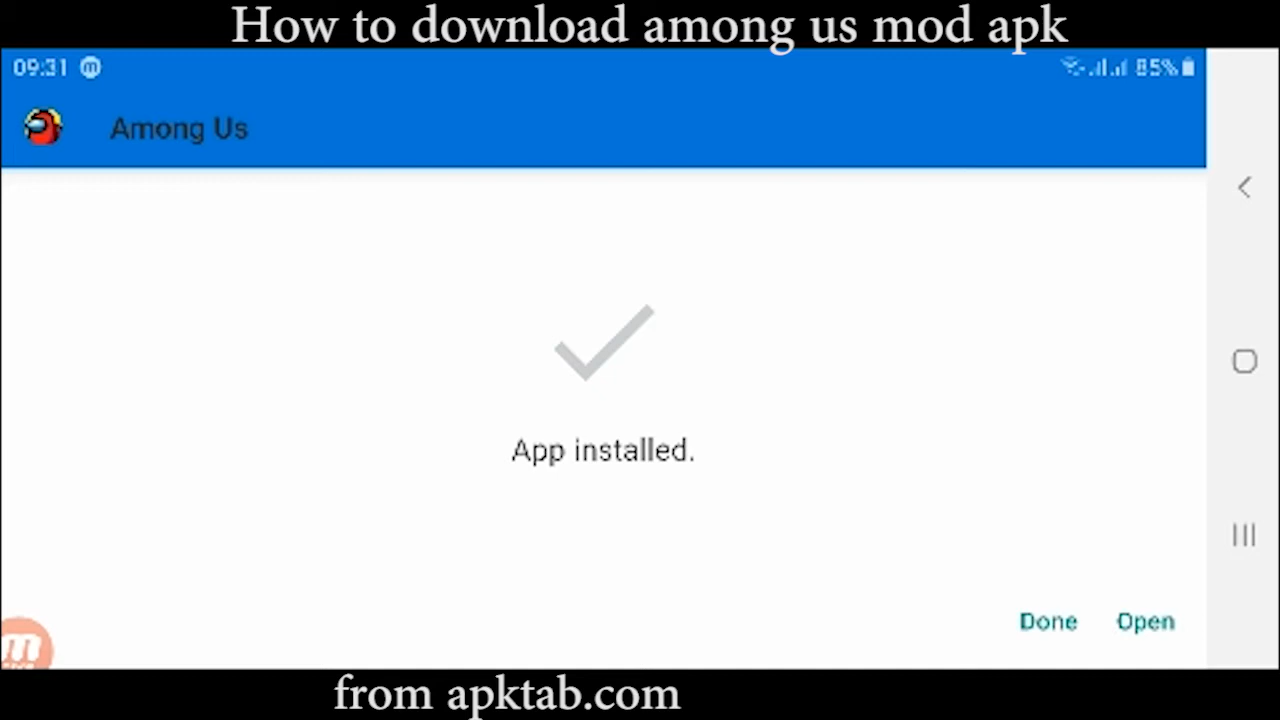 How to download among us mod apk
09:31 m 85%
Among Us
App installed.
Done Open
m
from apktab.com